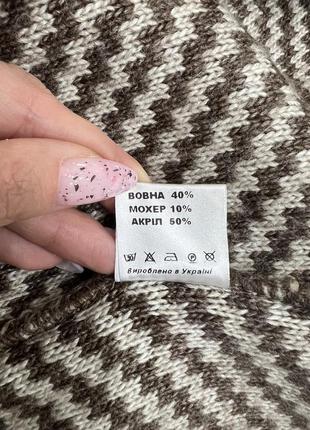 ВОВНА 40%
МОХЕР 10%
АКРІЛ 50%
Вироблено в Україні